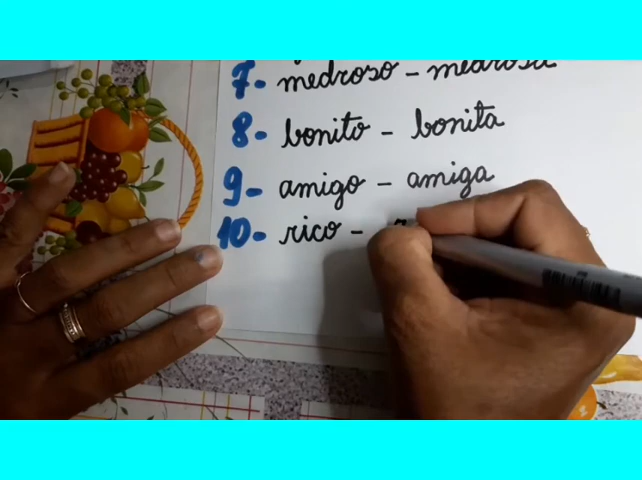 7- medroso - medrosa
8- bonito - bonita
9- amigo - amiga
10- rico -